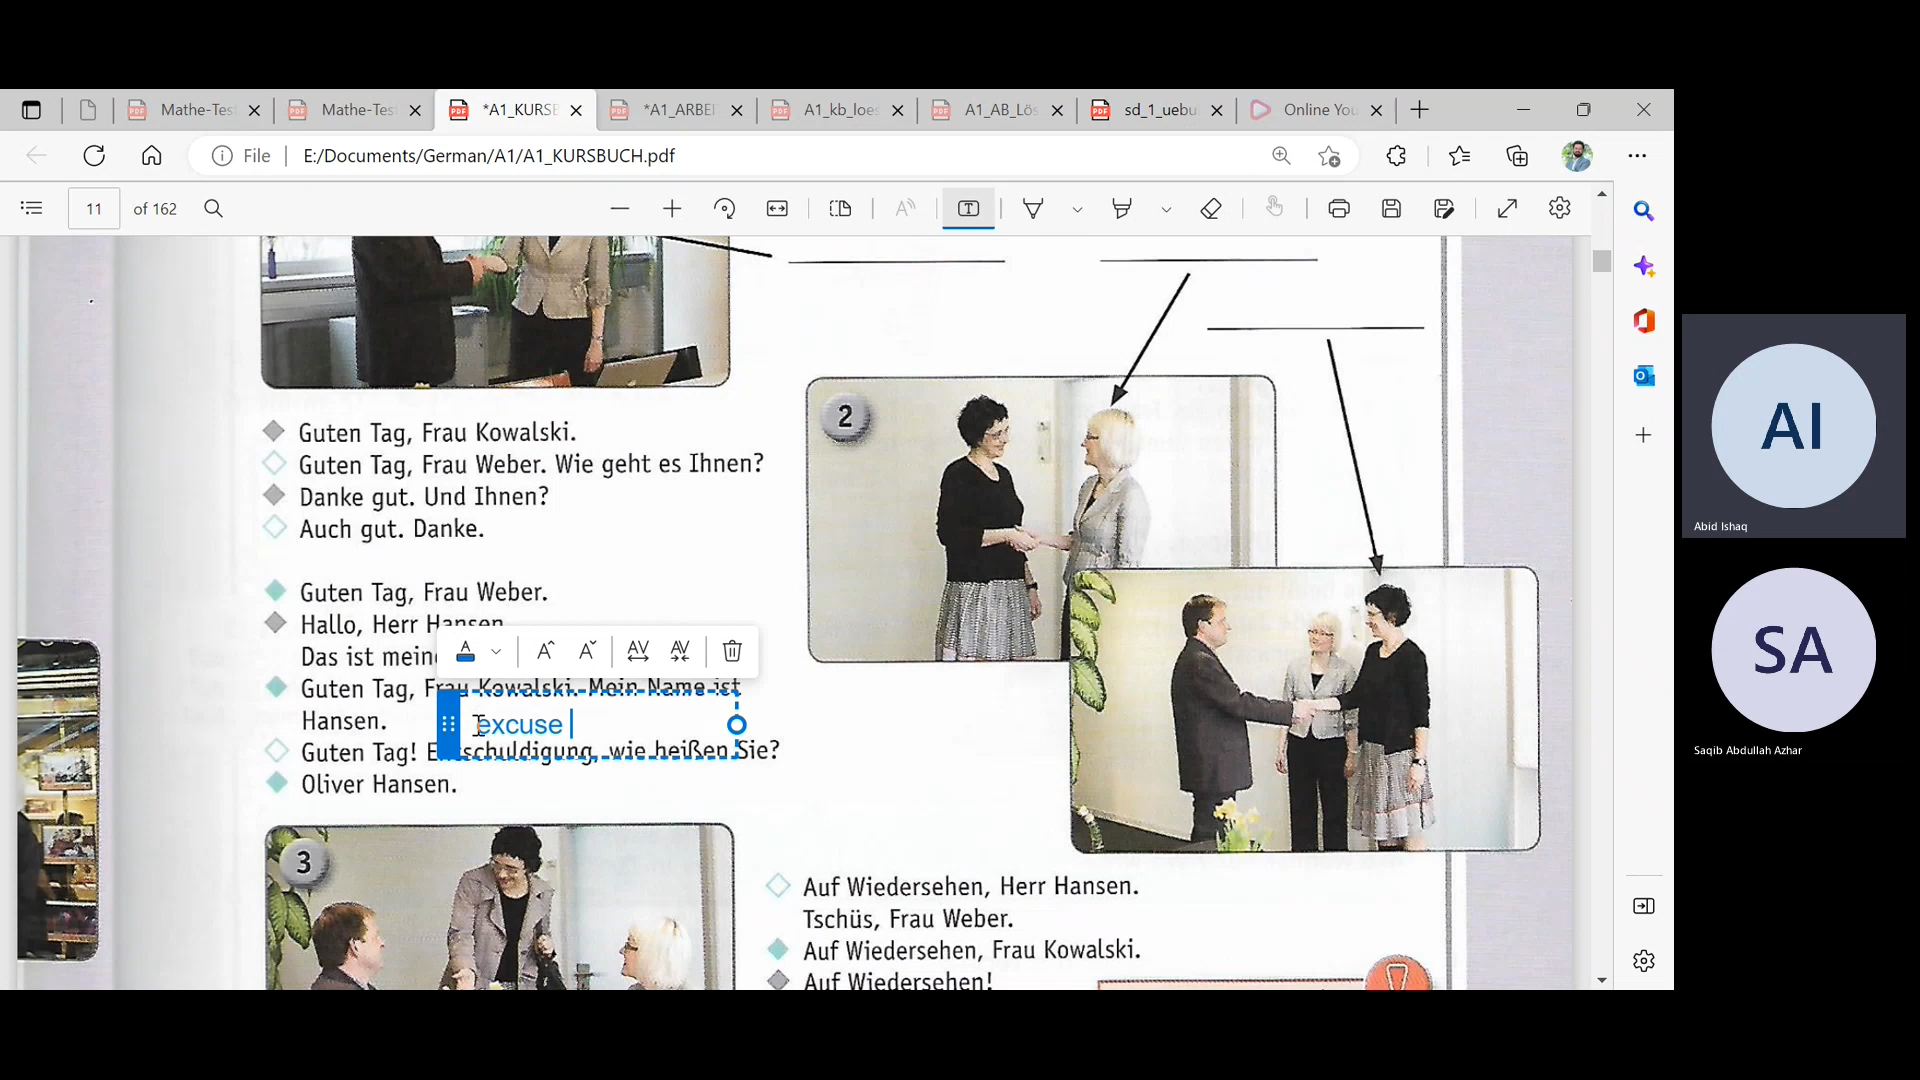 Mathe-Tes
Mathe-Tes
*A1_KURSB
*A1_ARBEI
A1_kb_loes
A1_AB_Lös
sd_1_uebu
Online You
File
E:/Documents/German/A1/A1_KURSBUCH.pdf
11 of 162
Guten Tag, Frau Kowalski.
Guten Tag, Frau Weber. Wie geht es Ihnen?
Danke gut. Und Ihnen?
Auch gut. Danke.
2
Guten Tag, Frau Weber.
Hallo, Herr Hansen.
Das ist meine
Guten Tag, Frau Kowalski. Mein Name ist
Hansen.
excuse
Guten Tag! Entschuldigung, wie heißen Sie?
Oliver Hansen.
3
Auf Wiedersehen, Herr Hansen.
Tschüs, Frau Weber.
Auf Wiedersehen, Frau Kowalski.
Auf Wiedersehen!
AI
Abid Ishaq
SA
Saqib Abdullah Azhar